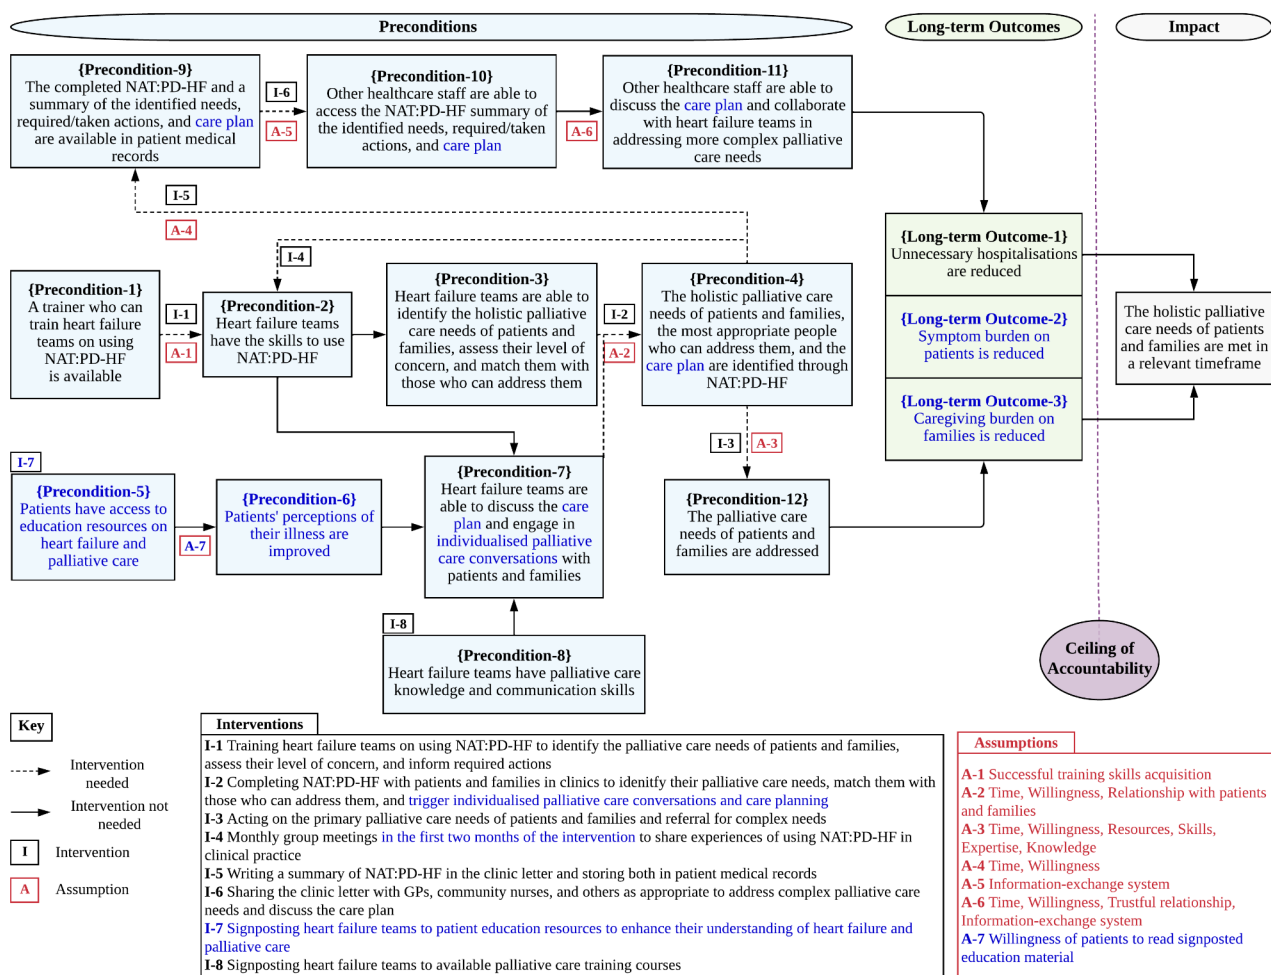 Preconditions
Long-term Outcomes
Impact
{Precondition-9}
The completed NAT:PD-HF and a
summary of the identified needs,
required/taken actions, and care plan
are available in patient medical
records
I-6
A-5
{Precondition-10}
Other healthcare staff are able to
access the NAT:PD-HF summary of
the identified needs, required/taken
actions, and care plan
A-6
{Precondition-11}
Other healthcare staff are able to
discuss the care plan and collaborate
with heart failure teams in
addressing more complex palliative
care needs
I-5
A-4
I-4
{Precondition-1}
A trainer who can
train heart failure
teams on using
NAT:PD-HF
is available
I-1
A-1
{Precondition-2}
Heart failure teams
have the skills to use
NAT:PD-HF
{Precondition-3}
Heart failure teams are able to
identify the holistic palliative
care needs of patients and
families, assess their level of
concern, and match them with
those who can address them
I-2
A-2
{Precondition-4}
The holistic palliative care
needs of patients and families,
the most appropriate people
who can address them, and the
care plan are identified through
NAT:PD-HF
{Long-term Outcome-1}
Unnecessary hospitalisations
are reduced
{Long-term Outcome-2}
Symptom burden on
patients is reduced
{Long-term Outcome-3}
Caregiving burden on
families is reduced
The holistic palliative
care needs of patients
and families are met in
a relevant timeframe
I-3
A-3
I-7
{Precondition-5}
Patients have access to
education resources on
heart failure and
palliative care
A-7
{Precondition-6}
Patients' perceptions of
their illness are
improved
{Precondition-7}
Heart failure teams are
able to discuss the care
plan and engage in
individualised palliative
care conversations with
patients and families
{Precondition-12}
The palliative care
needs of patients and
families are addressed
I-8
{Precondition-8}
Heart failure teams have palliative care
knowledge and communication skills
Ceiling of
Accountability
Key
Intervention
needed
Intervention not
needed
I
Intervention
A
Assumption
Interventions
I-1 Training heart failure teams on using NAT:PD-HF to identify the palliative care needs of patients and families,
assess their level of concern, and inform required actions
I-2 Completing NAT:PD-HF with patients and families in clinics to idenitfy their palliative care needs, match them with
those who can address them, and trigger individualised palliative care conversations and care planning
I-3 Acting on the primary palliative care needs of patients and families and referral for complex needs
I-4 Monthly group meetings in the first two months of the intervention to share experiences of using NAT:PD-HF in
clinical practice
I-5 Writing a summary of NAT:PD-HF in the clinic letter and storing both in patient medical records
I-6 Sharing the clinic letter with GPs, community nurses, and others as appropriate to address complex palliative care
needs and discuss the care plan
I-7 Signposting heart failure teams to patient education resources to enhance their understanding of heart failure and
palliative care
I-8 Signposting heart failure teams to available palliative care training courses
Assumptions
A-1 Successful training skills acquisition
A-2 Time, Willingness, Relationship with patients
and families
A-3 Time, Willingness, Resources, Skills,
Expertise, Knowledge
A-4 Time, Willingness
A-5 Information-exchange system
A-6 Time, Willingness, Trustful relationship,
Information-exchange system
A-7 Willingness of patients to read signposted
education material